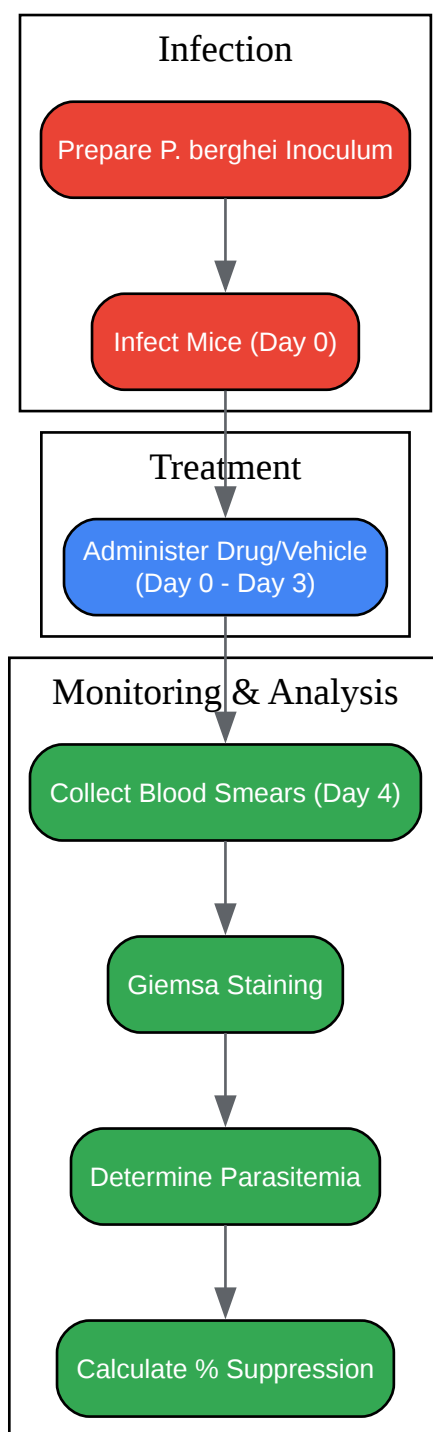 Infection
Prepare P. berghei Inoculum
Infect Mice (Day 0)
Treatment
Administer Drug/Vehicle
(Day 0 - Day 3)
Monitoring & Analysis
Collect Blood Smears (Day 4)
Giemsa Staining
Determine Parasitemia
Calculate % Suppression